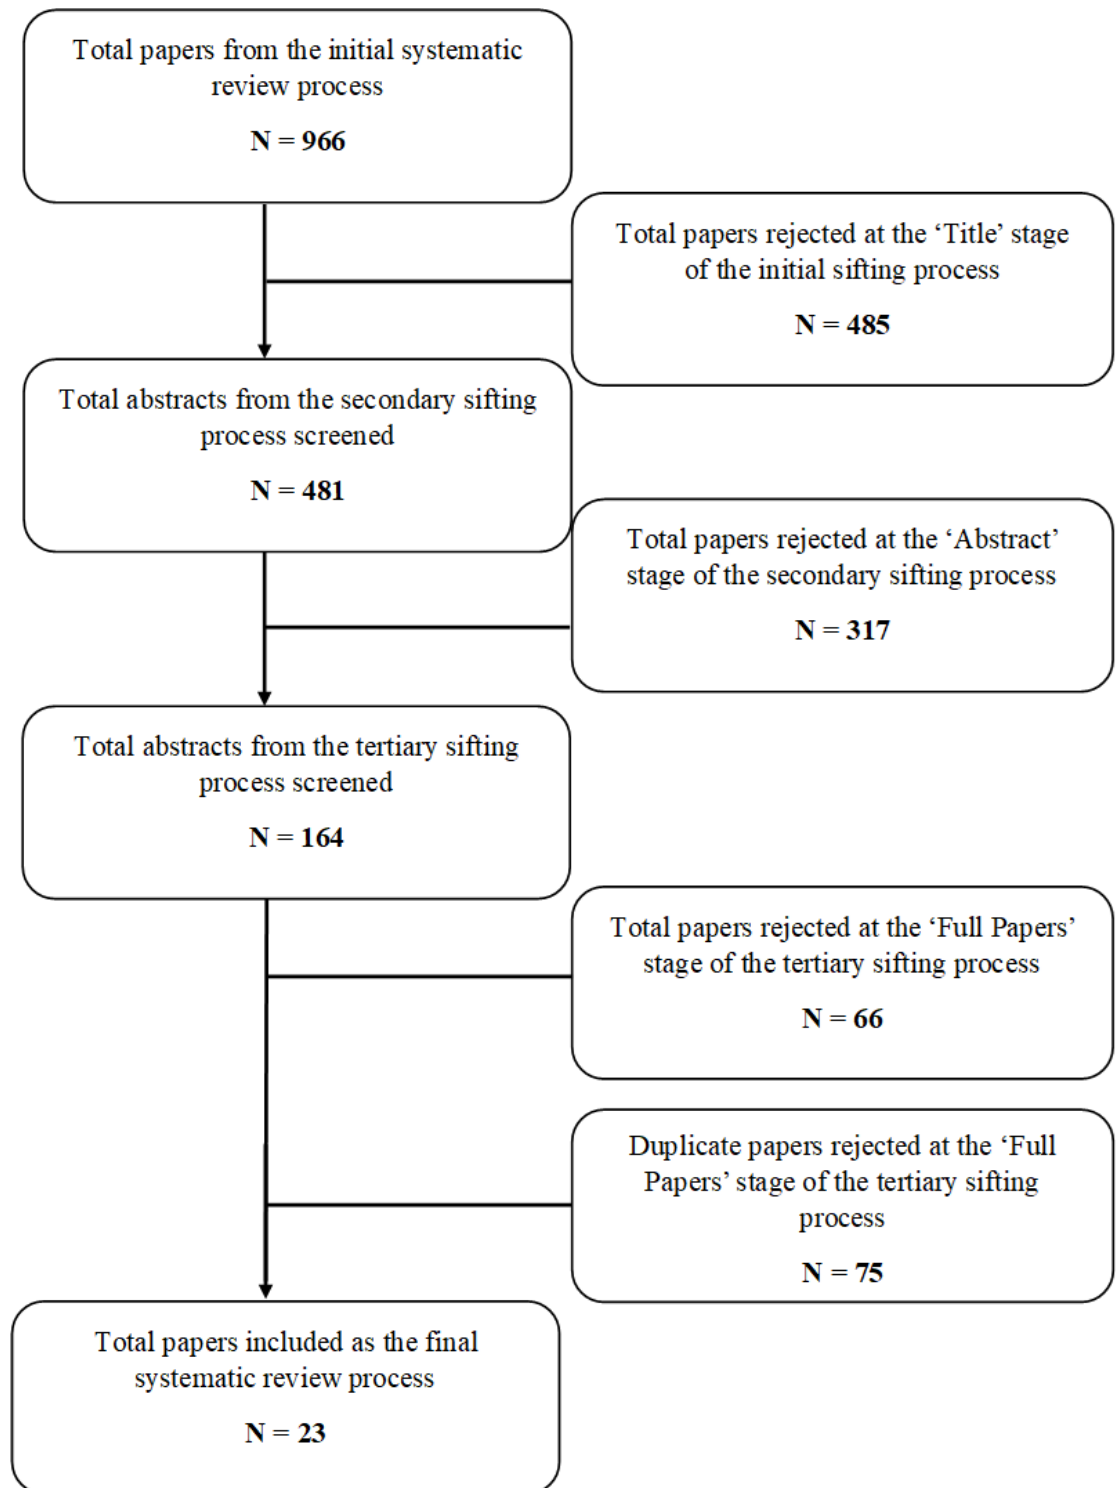 Total papers from the initial systematic
review process
N = 966
Total papers rejected at the ‘Title’ stage
of the initial sifting process
N = 485
Total abstracts from the secondary sifting
process screened
N = 481
Total papers rejected at the ‘Abstract’
stage of the secondary sifting process
N = 317
Total abstracts from the tertiary sifting
process screened
N = 164
Total papers rejected at the ‘Full Papers’
stage of the tertiary sifting process
N = 66
Duplicate papers rejected at the ‘Full
Papers’ stage of the tertiary sifting
process
N = 75
Total papers included as the final
systematic review process
N = 23